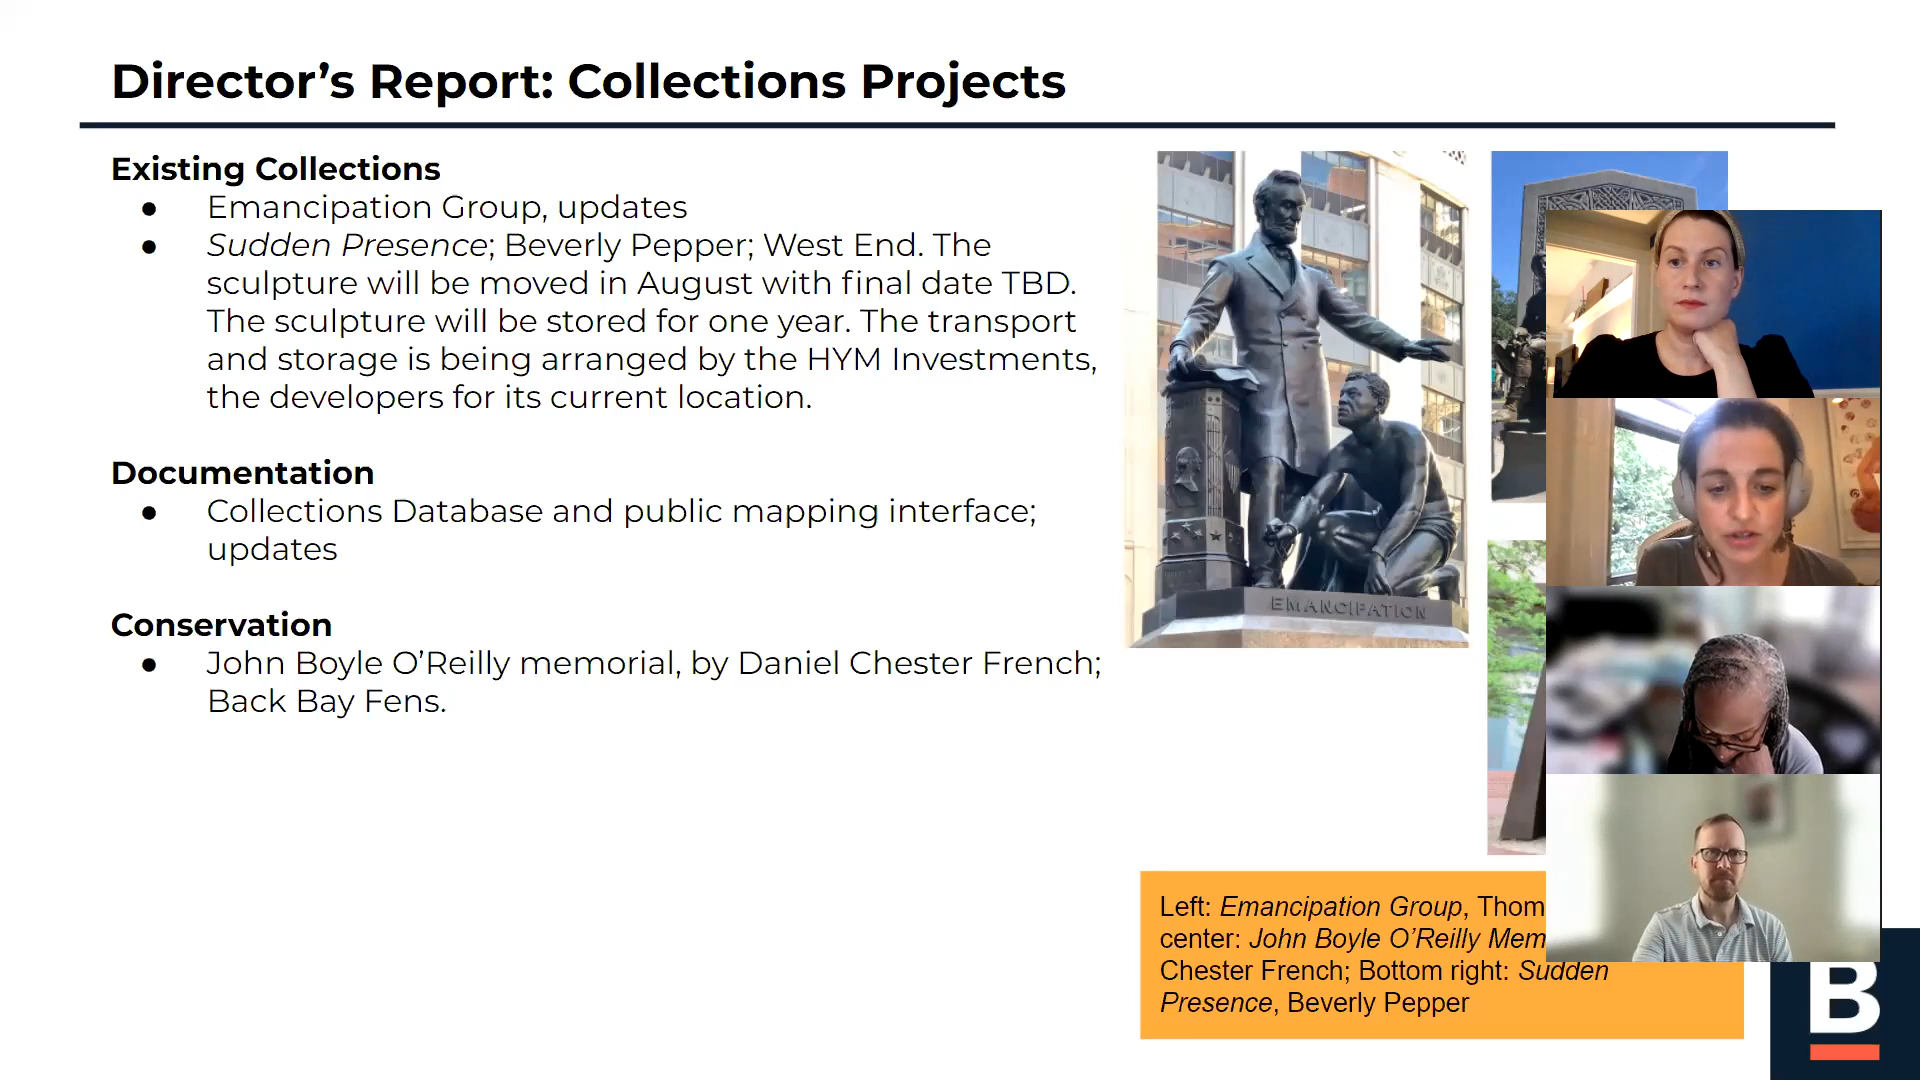 Director’s Report: Collections Projects
Existing Collections
● Emancipation Group, updates
● Sudden Presence; Beverly Pepper; West End. The
sculpture will be moved in August with final date TBD.
The sculpture will be stored for one year. The transport
and storage is being arranged by the HYM Investments,
the developers for its current location.
Documentation
● Collections Database and public mapping interface;
updates
Conservation
● John Boyle O’Reilly memorial, by Daniel Chester French;
Back Bay Fens.
EMANCIPATION
Left: Emancipation Group, Thom
center: John Boyle O’Reilly Mem
Chester French; Bottom right: Sudden
Presence, Beverly Pepper
B